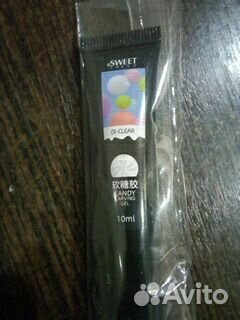 SWEET
01-CLEAR
软糖胶
CANDY
CARVING
GEL
10ml
Avito